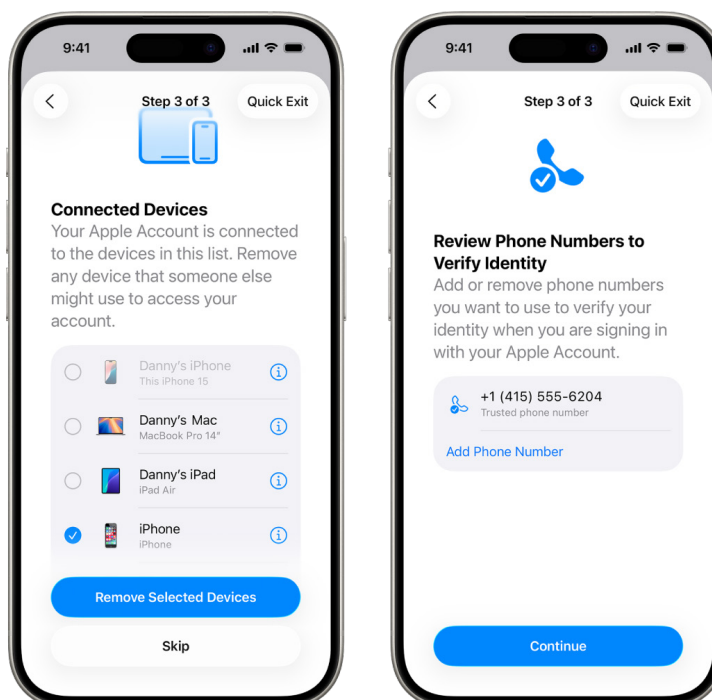 9:41
Step 3 of 3
Quick Exit
Connected Devices
Your Apple Account is connected
to the devices in this list. Remove
any device that someone else
might use to access your
account.
Danny's iPhone
This iPhone 15
Danny's Mac
MacBook Pro 14"
Danny's iPad
iPad Air
iPhone
iPhone
Remove Selected Devices
Skip
9:41
Step 3 of 3
Quick Exit
Review Phone Numbers to
Verify Identity
Add or remove phone numbers
you want to use to verify your
identity when you are signing in
with your Apple Account.
+1 (415) 555-6204
Trusted phone number
Add Phone Number
Continue